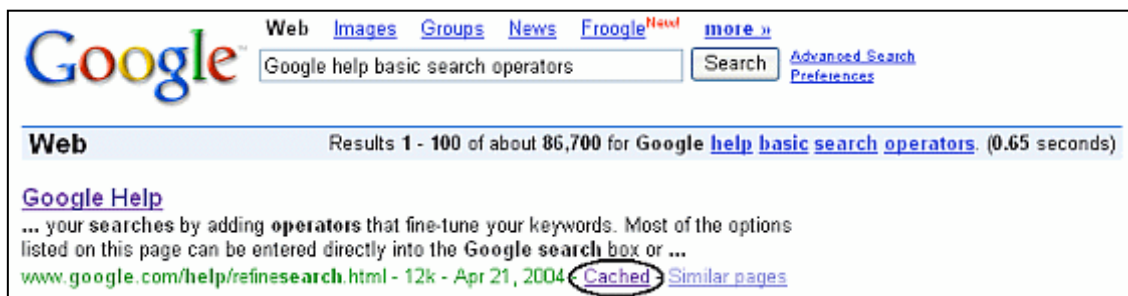 Google Web Images Groups News Froogle New! more »
Google help basic search operators Search Advanced Search
Preferences
Web Results 1 - 100 of about 86,700 for Google help basic search operators. (0.65 seconds)
Google Help
... your searches by adding operators that fine-tune your keywords. Most of the options
listed on this page can be entered directly into the Google search box or ...
www.google.com/help/refinesearch.html - 12k - Apr 21, 2004 - Cached - Similar pages